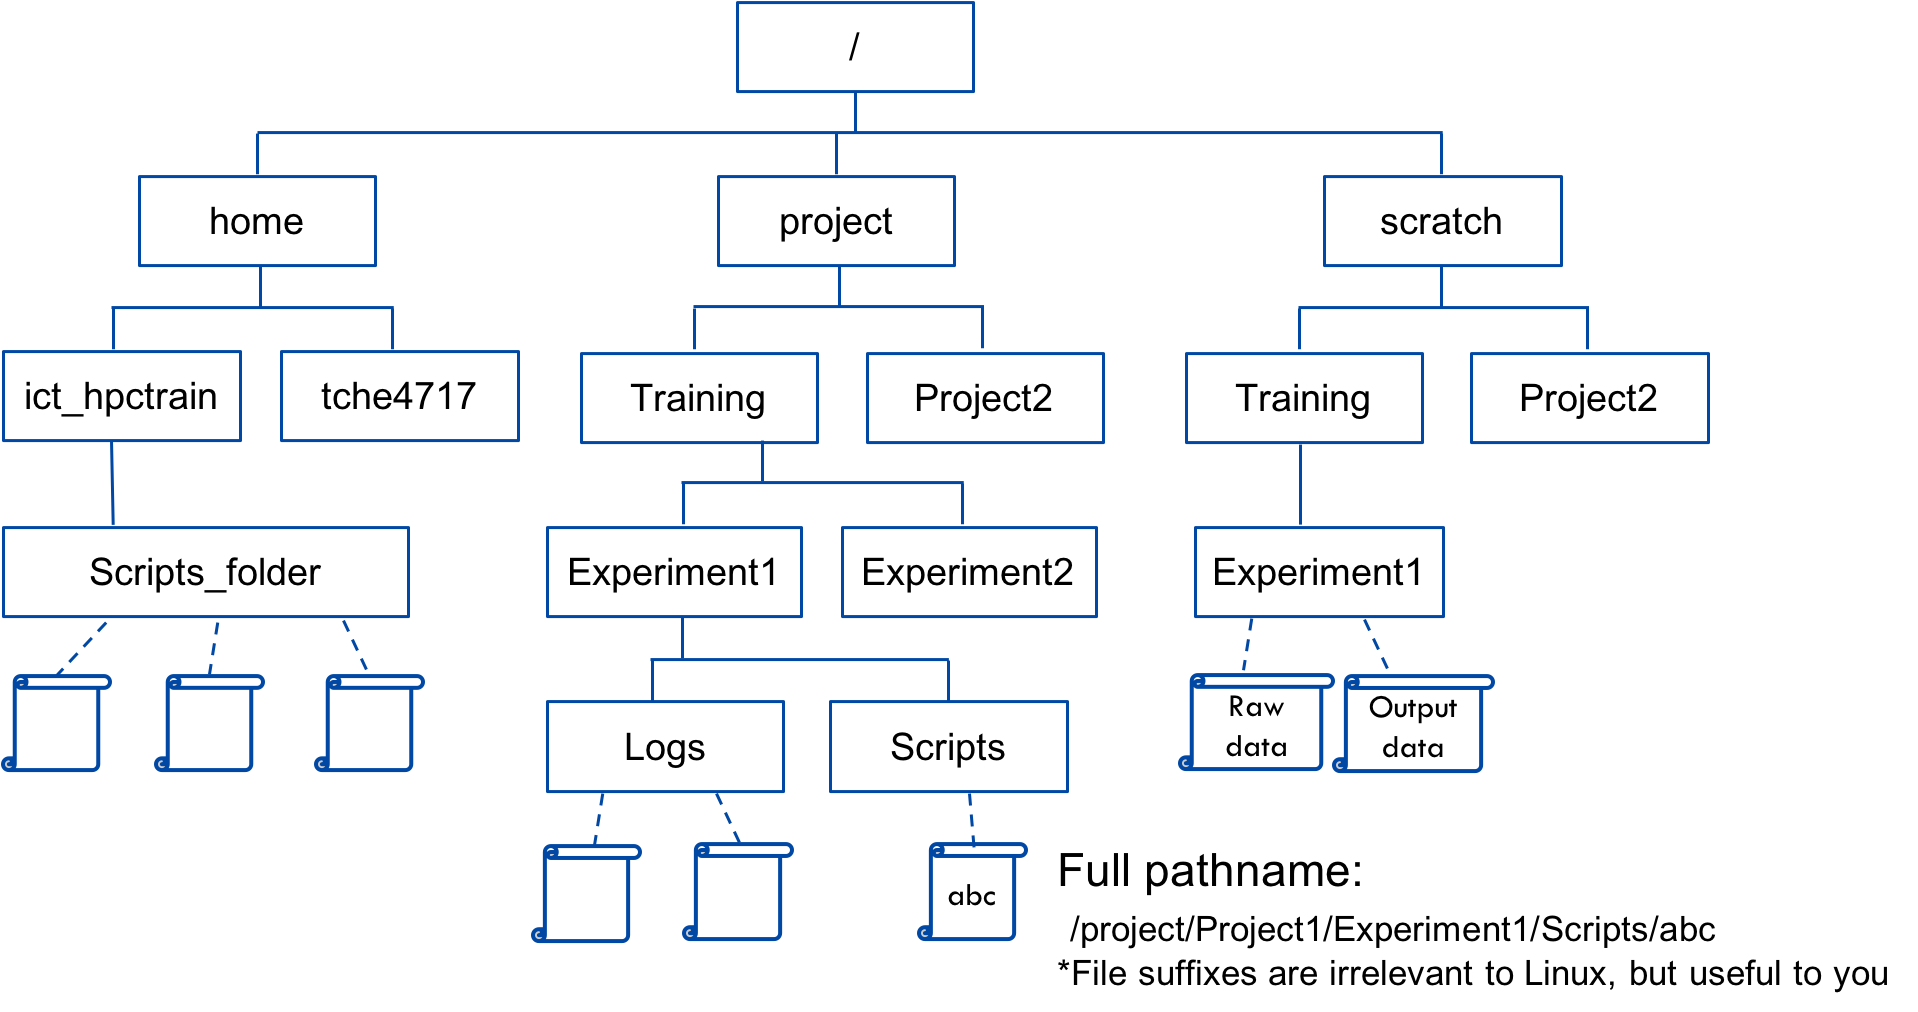 /
home
project
scratch
ict_hpctrain
tche4717
Training
Project2
Training
Project2
Scripts_folder
Experiment1
Experiment2
Experiment1
Raw
data
Output
data
Logs
Scripts
abc
Full pathname:
/project/Project1/Experiment1/Scripts/abc
*File suffixes are irrelevant to Linux, but useful to you